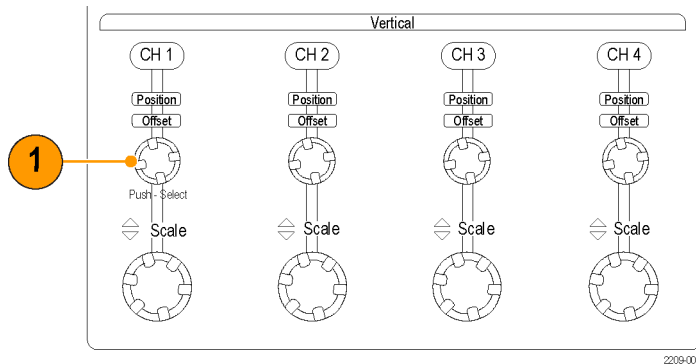 Vertical
CH 1 CH 2 CH 3 CH 4
Position Position Position Position
Offset Offset Offset Offset
1
Push - Select
Scale Scale Scale Scale
2209-00